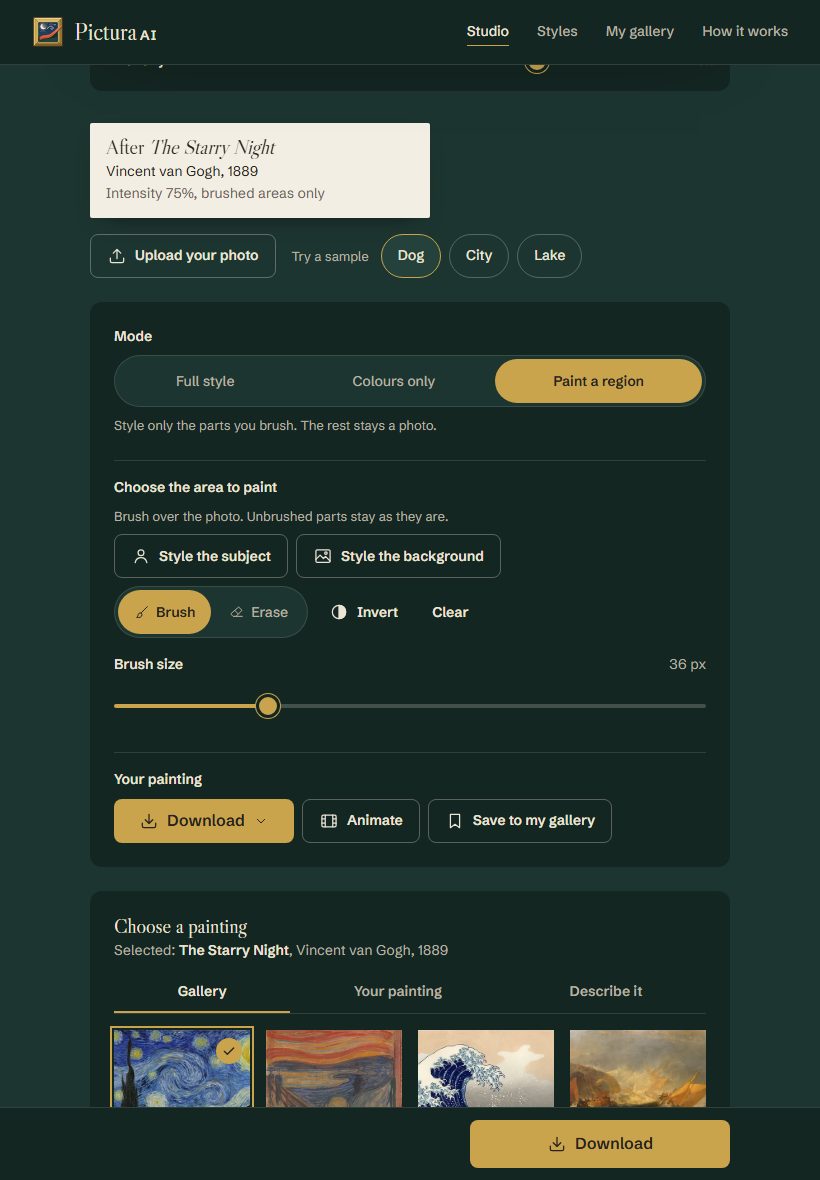 Pictura AI
Studio
Styles
My gallery
How it works
After The Starry Night
Vincent van Gogh, 1889
Intensity 75%, brushed areas only
Upload your photo
Try a sample
Dog
City
Lake
Mode
Full style
Colours only
Paint a region
Style only the parts you brush. The rest stays a photo.
Choose the area to paint
Brush over the photo. Unbrushed parts stay as they are.
Style the subject
Style the background
Brush
Erase
Invert
Clear
Brush size
36 px
Your painting
Download
Animate
Save to my gallery
Choose a painting
Selected: The Starry Night, Vincent van Gogh, 1889
Gallery
Your painting
Describe it
Download